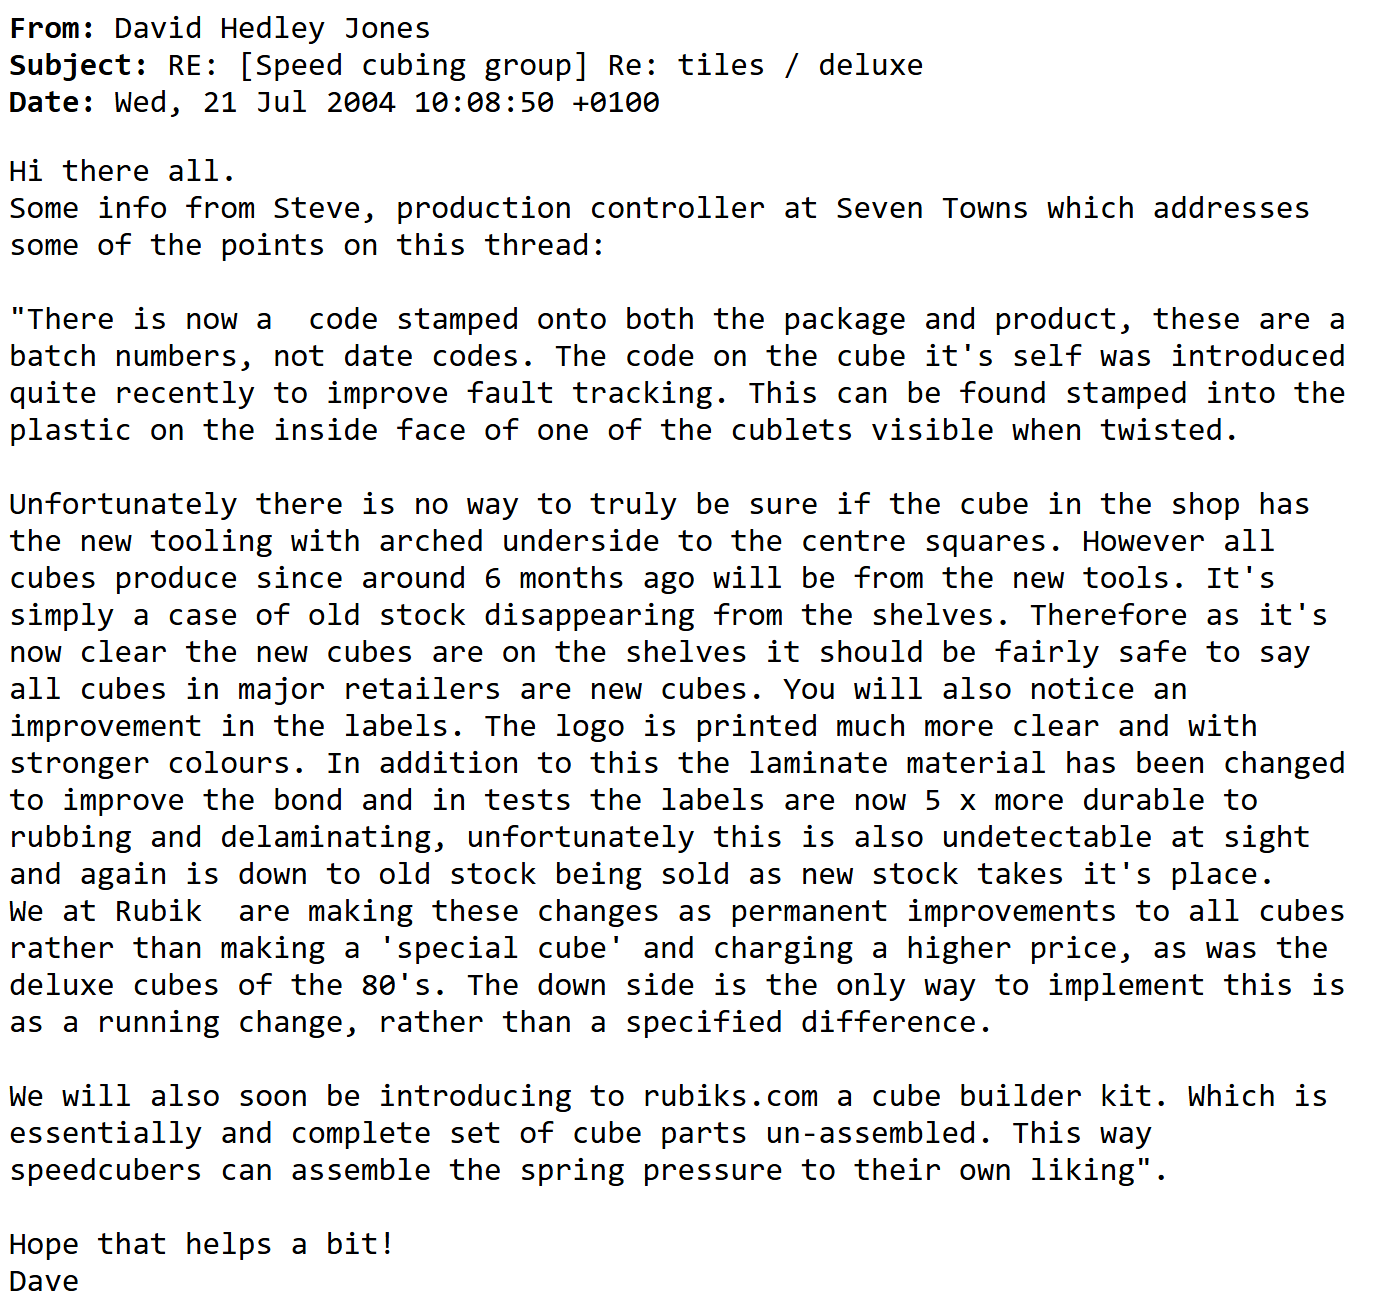 From: David Hedley Jones
Subject: RE: [Speed cubing group] Re: tiles / deluxe
Date: Wed, 21 Jul 2004 10:08:50 +0100

Hi there all.
Some info from Steve, production controller at Seven Towns which addresses
some of the points on this thread:

"There is now a  code stamped onto both the package and product, these are a
batch numbers, not date codes. The code on the cube it's self was introduced
quite recently to improve fault tracking. This can be found stamped into the
plastic on the inside face of one of the cublets visible when twisted.

Unfortunately there is no way to truly be sure if the cube in the shop has
the new tooling with arched underside to the centre squares. However all
cubes produce since around 6 months ago will be from the new tools. It's
simply a case of old stock disappearing from the shelves. Therefore as it's
now clear the new cubes are on the shelves it should be fairly safe to say
all cubes in major retailers are new cubes. You will also notice an
improvement in the labels. The logo is printed much more clear and with
stronger colours. In addition to this the laminate material has been changed
to improve the bond and in tests the labels are now 5 x more durable to
rubbing and delaminating, unfortunately this is also undetectable at sight
and again is down to old stock being sold as new stock takes it's place.
We at Rubik  are making these changes as permanent improvements to all cubes
rather than making a 'special cube' and charging a higher price, as was the
deluxe cubes of the 80's. The down side is the only way to implement this is
as a running change, rather than a specified difference.

We will also soon be introducing to rubiks.com a cube builder kit. Which is
essentially and complete set of cube parts un-assembled. This way
speedcubers can assemble the spring pressure to their own liking".

Hope that helps a bit!
Dave